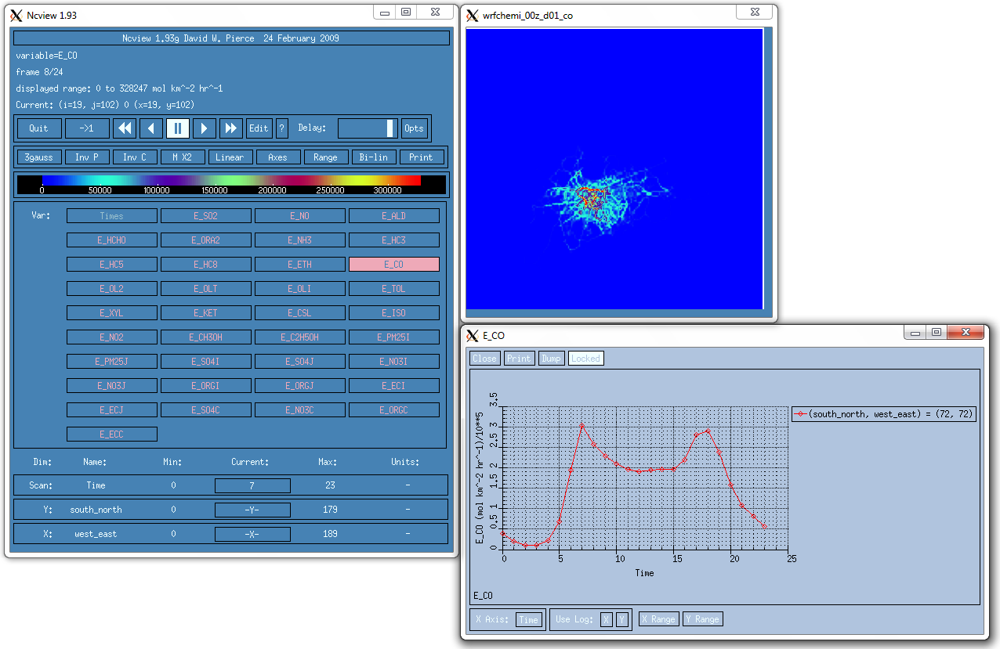 Ncview 1.93
Ncview 1.93g David W. Pierce  24 February 2009
variable=E_CO
frame 8/24
displayed range: 0 to 328247 mol km^-2 hr^-1
Current: (i=19, j=102) 0 (x=19, y=102)
Quit ->1 Edit ? Delay: Opts
3gauss Inv P Inv C M X2 Linear Axes Range Bi-lin Print
0 50000 100000 150000 200000 250000 300000
Var: Times E_SO2 E_NO E_ALD
E_HCHO E_ORA2 E_NH3 E_HC3
E_HC5 E_HC8 E_ETH E_CO
E_OL2 E_OLT E_OLI E_TOL
E_XYL E_KET E_CSL E_ISO
E_NO2 E_CH3OH E_C2H5OH E_PM25I
E_PM25J E_SO4I E_SO4J E_NO3I
E_NO3J E_ORGI E_ORGJ E_ECI
E_ECJ E_SO4C E_NO3C E_ORGC
E_ECC
Dim: Name: Min: Current: Max: Units:
Scan: Time 0 7 23 -
Y: south_north 0 -Y- 179 -
X: west_east 0 -X- 189 -
wrfchemi_00z_d01_co
E_CO
Close Print Dump Locked
E_CO (mol km^-2 hr^-1)/10**5
3.5
3
2.5
2
1.5
1
0.5
0
0 5 10 15 20 25
Time
(south_north, west_east) = (72, 72)
E_CO
X Axis: Time Use Log: X Y X Range Y Range